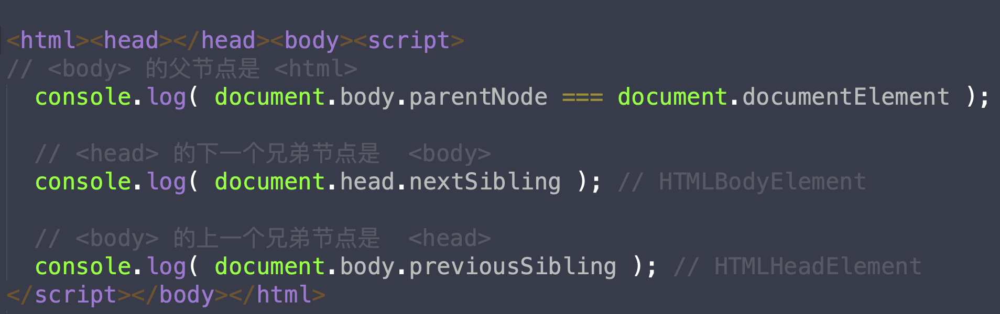 <html><head></head><body><script>
// <body> 的父节点是 <html>
console.log( document.body.parentNode === document.documentElement );
// <head> 的下一个兄弟节点是  <body>
console.log( document.head.nextSibling ); // HTMLBodyElement
// <body> 的上一个兄弟节点是  <head>
console.log( document.body.previousSibling ); // HTMLHeadElement
</script></body></html>